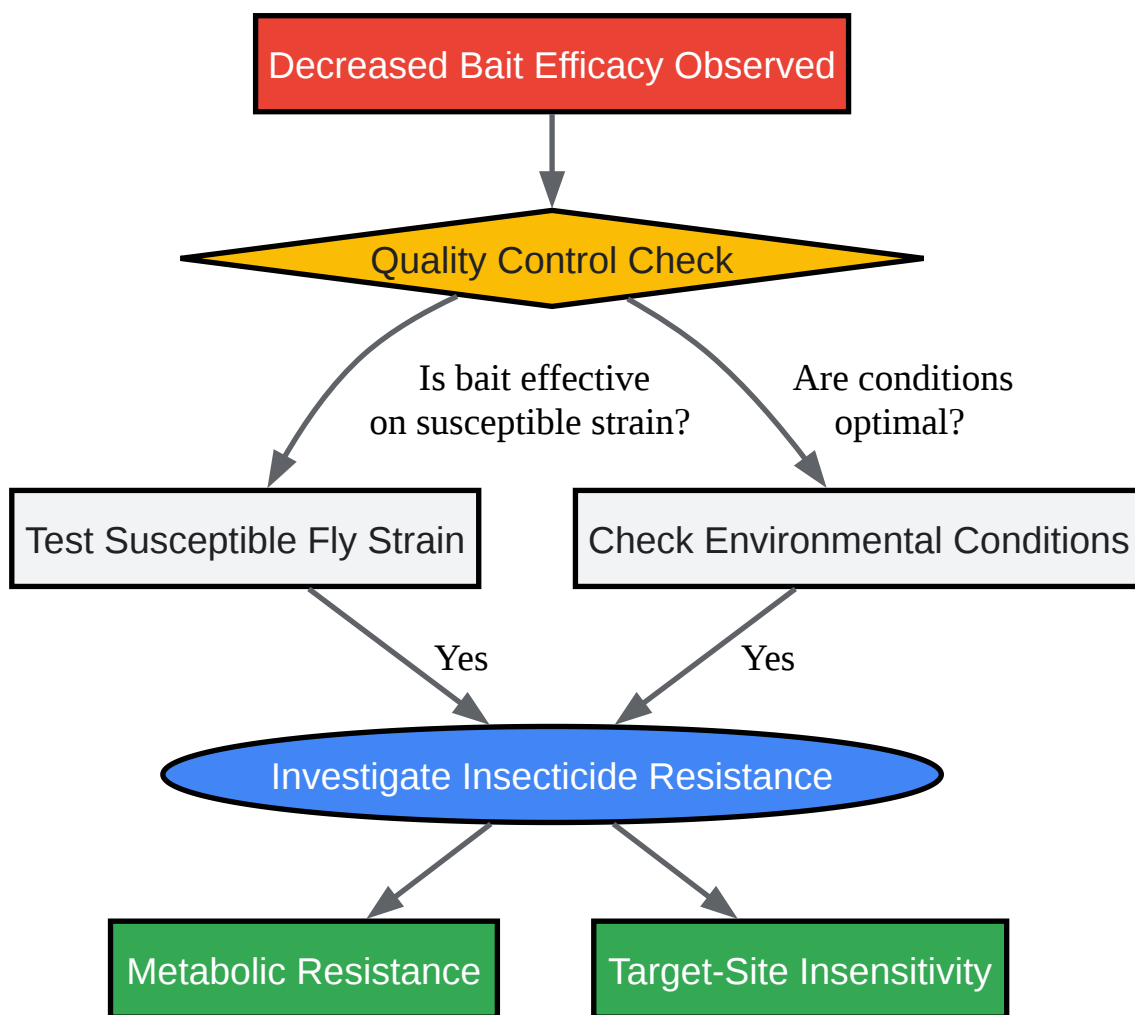 Decreased Bait Efficacy Observed
Quality Control Check
Is bait effective
on susceptible strain?
Are conditions
optimal?
Test Susceptible Fly Strain
Check Environmental Conditions
Yes
Yes
Investigate Insecticide Resistance
Metabolic Resistance
Target-Site Insensitivity